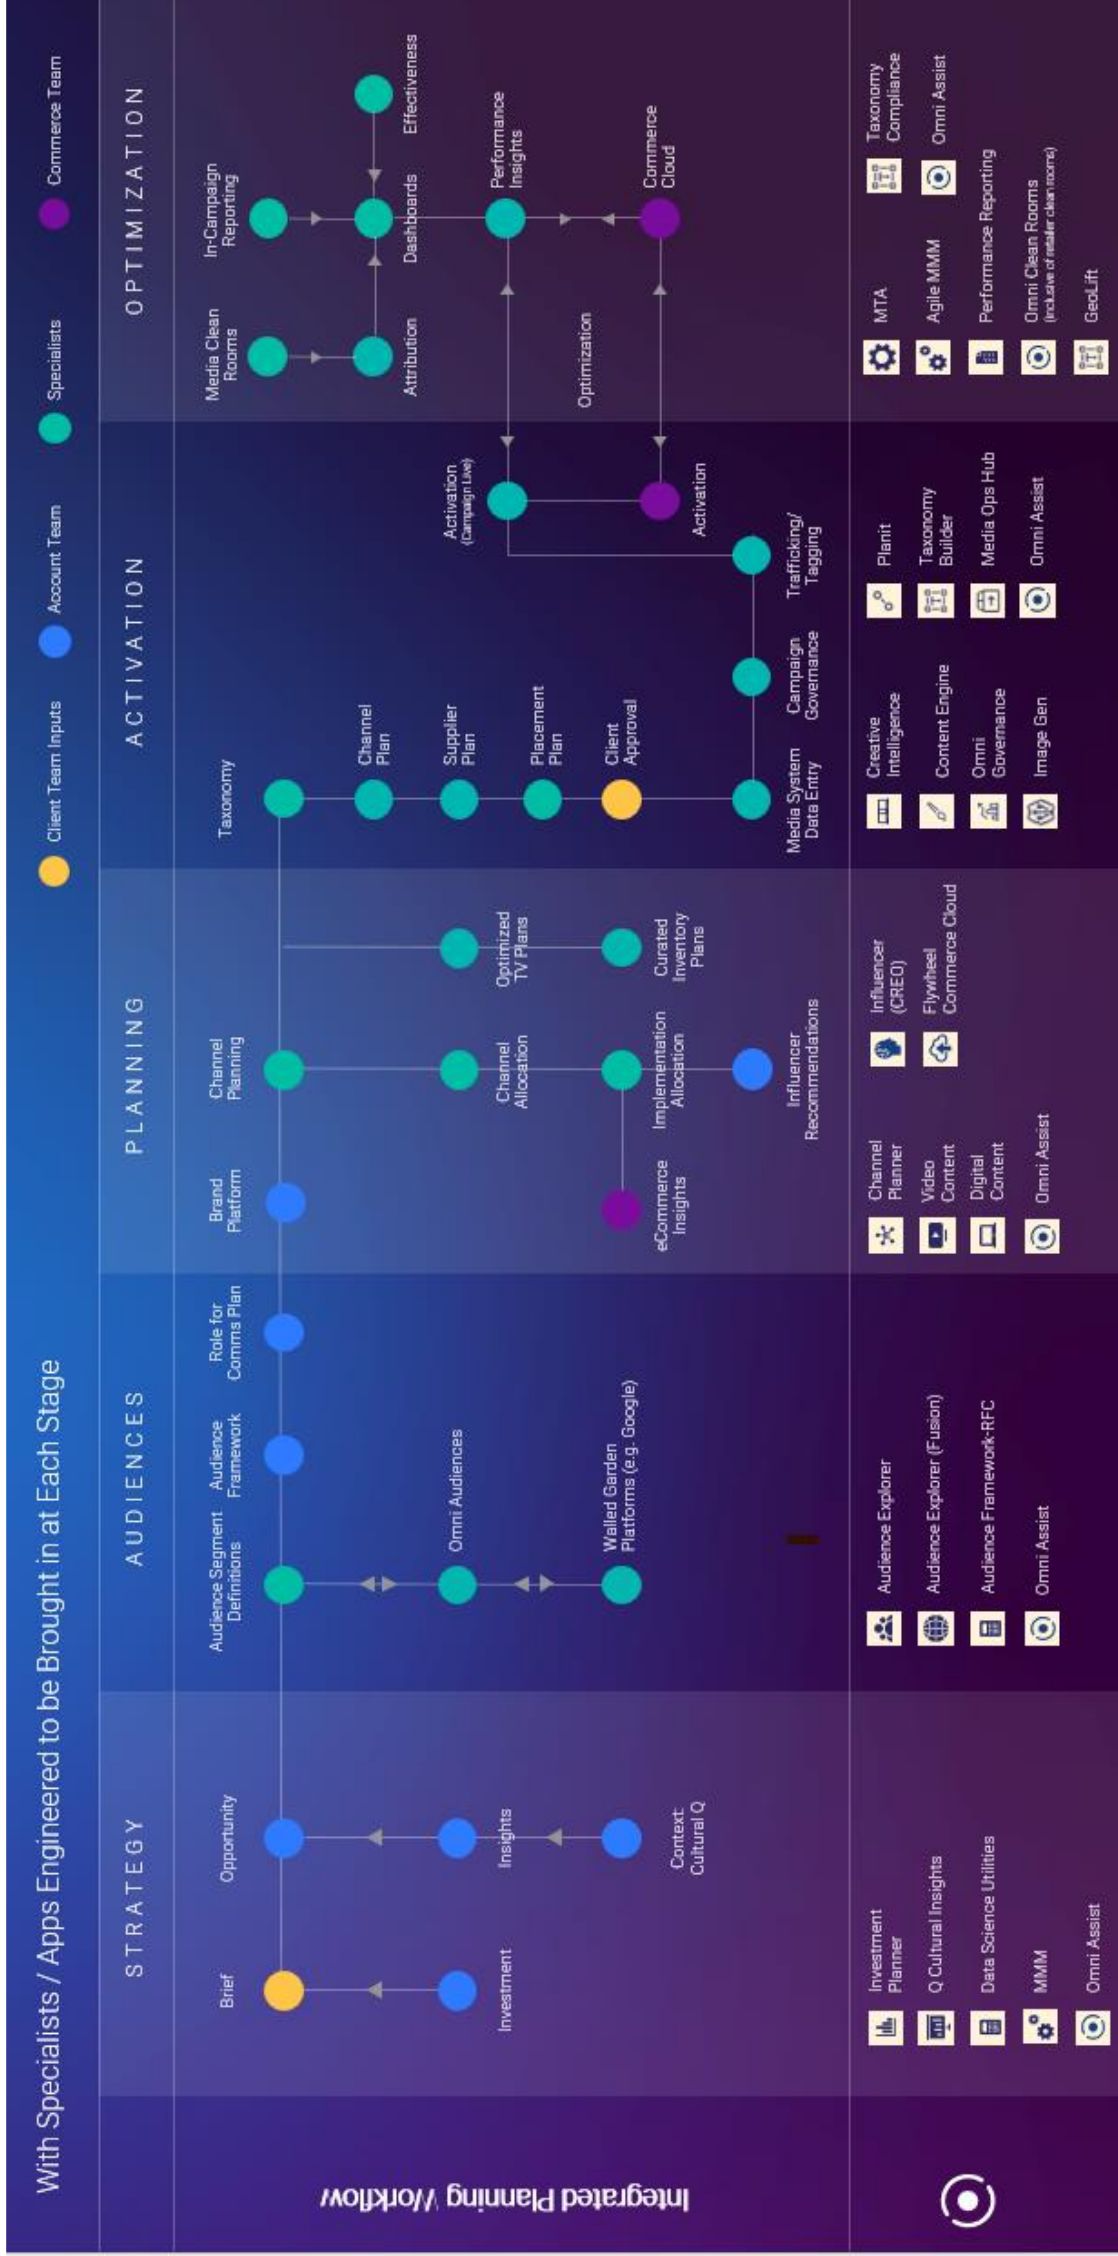 With Specialists / Apps Engineered to be Brought in at Each Stage
Client Team Inputs
Account Team
Specialists
Commerce Team
STRATEGY
AUDIENCES
PLANNING
ACTIVATION
OPTIMIZATION
Integrated Planning Workflow
Brief
Investment
Opportunity
Insights
Context:
Cultural Q
Audience Segment
Definitions
Omni Audiences
Walled Garden
Platforms (e.g. Google)
Audience
Framework
Role for
Comms Plan
Brand
Platform
eCommerce
Insights
Channel
Planning
Channel
Allocation
Implementation
Allocation
Influencer
Recommendations
Optimized
TV Plans
Curated
Inventory
Plans
Taxonomy
Channel
Plan
Supplier
Plan
Placement
Plan
Client
Approval
Media System
Data Entry
Campaign
Governance
Trafficking/
Tagging
Activation
(Campaign Live)
Activation
Optimization
Media Clean
Rooms
Attribution
In-Campaign
Reporting
Dashboards
Effectiveness
Performance
Insights
Commerce
Cloud
Investment
Planner
Q Cultural Insights
Data Science Utilities
MMM
Omni Assist
Audience Explorer
Audience Explorer (Fusion)
Audience Framework-RFC
Omni Assist
Channel
Planner
Video
Content
Digital
Content
Omni Assist
Influencer
(CREO)
Flywheel
Commerce Cloud
Creative
Intelligence
Content Engine
Omni
Governance
Image Gen
Planit
Taxonomy
Builder
Media Ops Hub
Omni Assist
MTA
Agile MMM
Performance Reporting
Omni Clean Rooms
(inclusive of retailer clean rooms)
GeoLift
Taxonomy
Compliance
Omni Assist